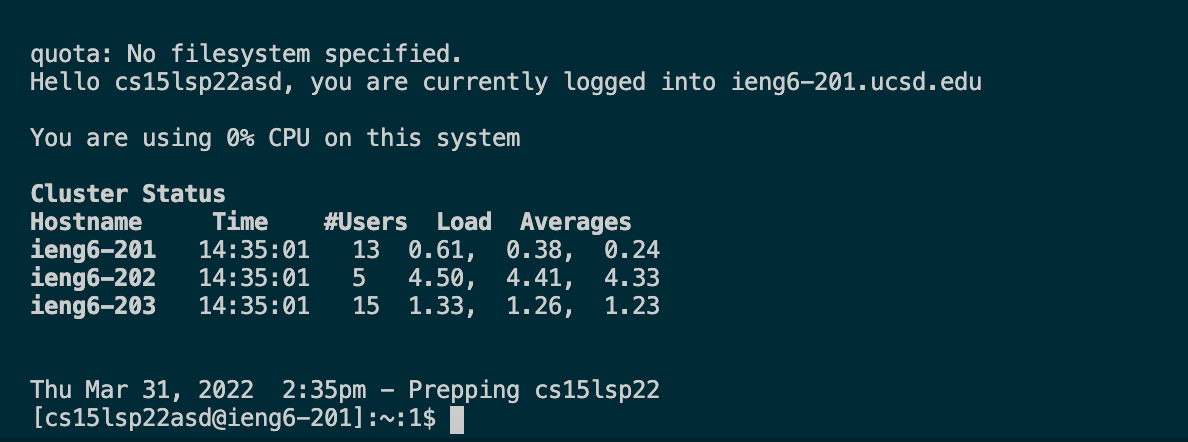 quota: No filesystem specified.
Hello cs15lsp22asd, you are currently logged into ieng6-201.ucsd.edu
You are using 0% CPU on this system
Cluster Status
Hostname     Time    #Users  Load  Averages
ieng6-201   14:35:01   13  0.61,  0.38,  0.24
ieng6-202   14:35:01   5   4.50,  4.41,  4.33
ieng6-203   14:35:01   15  1.33,  1.26,  1.23
Thu Mar 31, 2022  2:35pm - Prepping cs15lsp22
[cs15lsp22asd@ieng6-201]:~:1$